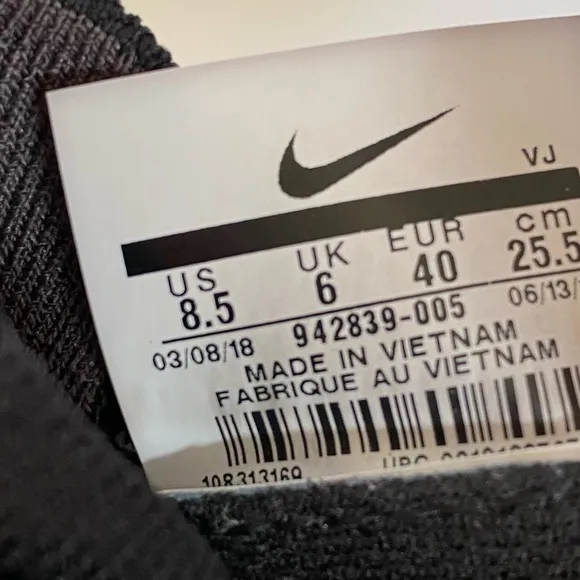 VJ
US UK EUR cm
8.5 6 40 25.5
03/08/18 942839-005 06/13/
MADE IN VIETNAM
FABRIQUE AU VIETNAM
108313169 UPC